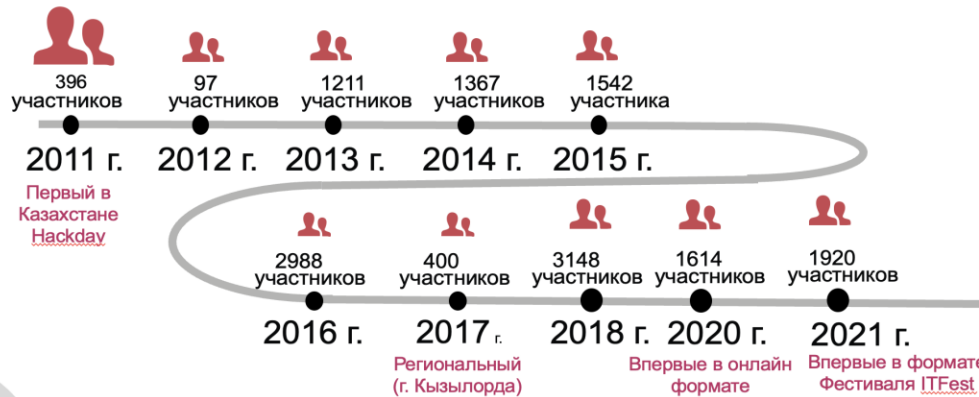 396
участников
97
участников
1211
участников
1367
участников
1542
участника
2011 г.
2012 г.
2013 г.
2014 г.
2015 г.
Первый в
Казахстане
Hackday
2988
участников
400
участников
3148
участников
1614
участников
1920
участников
2016 г.
2017 г.
2018 г.
2020 г.
2021 г.
Региональный
(г. Кызылорда)
Впервые в онлайн
формате
Впервые в формате
Фестиваля ITFest